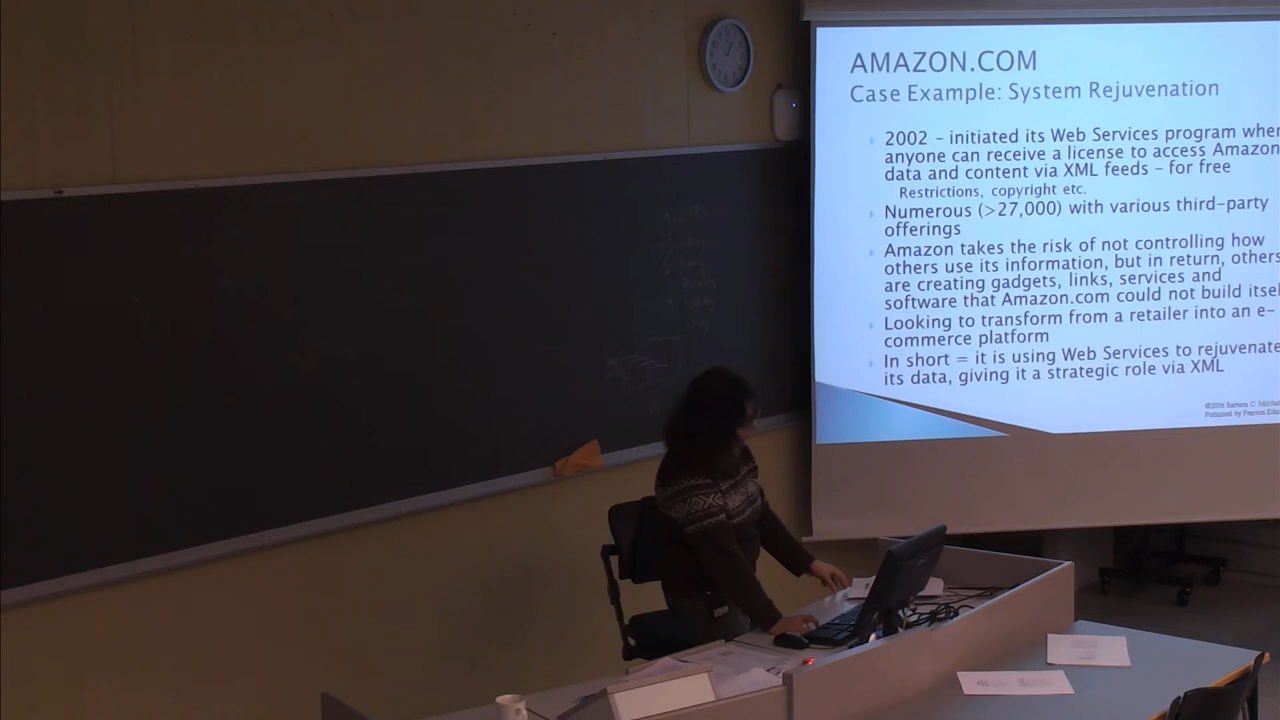 AMAZON.COM
Case Example: System Rejuvenation
2002 – initiated its Web Services program wher
anyone can receive a license to access Amazon
data and content via XML feeds – for free
Restrictions, copyright etc.
Numerous (>27,000) with various third-party
offerings
Amazon takes the risk of not controlling how
others use its information, but in return, others
are creating gadgets, links, services and
software that Amazon.com could not build itsel
Looking to transform from a retailer into an e-
commerce platform
In short = it is using Web Services to rejuvenate
its data, giving it a strategic role via XML
Published by Pearson